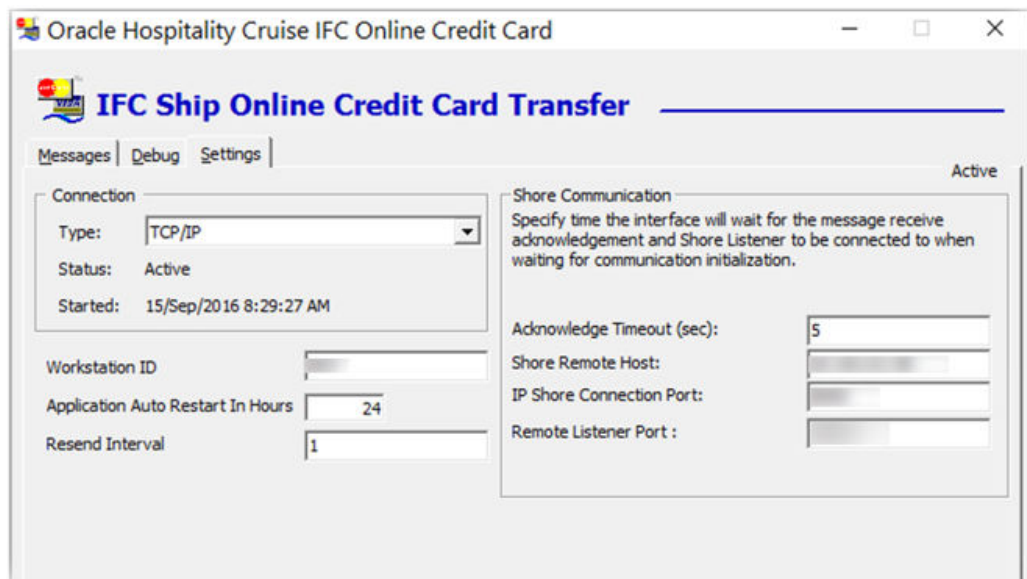 Oracle Hospitality Cruise IFC Online Credit Card
IFC Ship Online Credit Card Transfer
Messages Debug Settings
Active
Connection
Type: TCP/IP
Status: Active
Started: 15/Sep/2016 8:29:27 AM
Workstation ID
Application Auto Restart In Hours 24
Resend Interval 1
Shore Communication
Specify time the interface will wait for the message receive
acknowledgement and Shore Listener to be connected to when
waiting for communication initialization.
Acknowledge Timeout (sec): 5
Shore Remote Host:
IP Shore Connection Port:
Remote Listener Port :